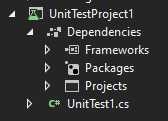 UnitTestProject1
Dependencies
Frameworks
Packages
Projects
UnitTest1.cs